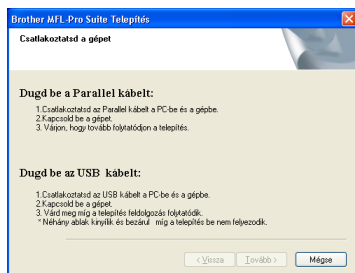 Brother MFL-Pro Suite Telepítés
Csatlakoztatsd a gépet
Dugd be a Parallel kábelt:
1.Csatlakoztatsd az Parallel kábelt a PC-be és a gépbe.
2.Kapcsold be a gépet.
3. Várjon, hogy tovább folytatódjon a telepítés.
Dugd be az USB kábelt:
1.Csatlakoztatsd az USB kábelt a PC-be és a gépbe.
2.Kapcsold be a gépet.
3. Várd meg míg a telepítés feldolgozás folytatódik.
* Néhány ablak kinyílik és bezárul míg a telepítés be nem fejyezodik.
< Vissza Tovább > Mégse